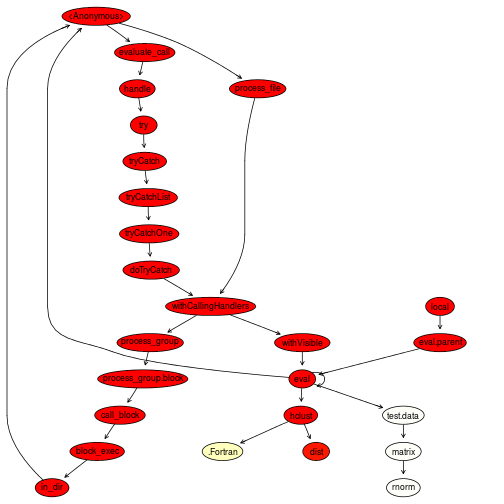 <Anonymous>
evaluate_call
handle
process_file
try
tryCatch
tryCatchList
tryCatchOne
doTryCatch
withCallingHandlers
local
process_group
withVisible
eval.parent
process_group.block
eval
call_block
hclust
test.data
block_exec
.Fortran
dist
matrix
in_dir
rnorm